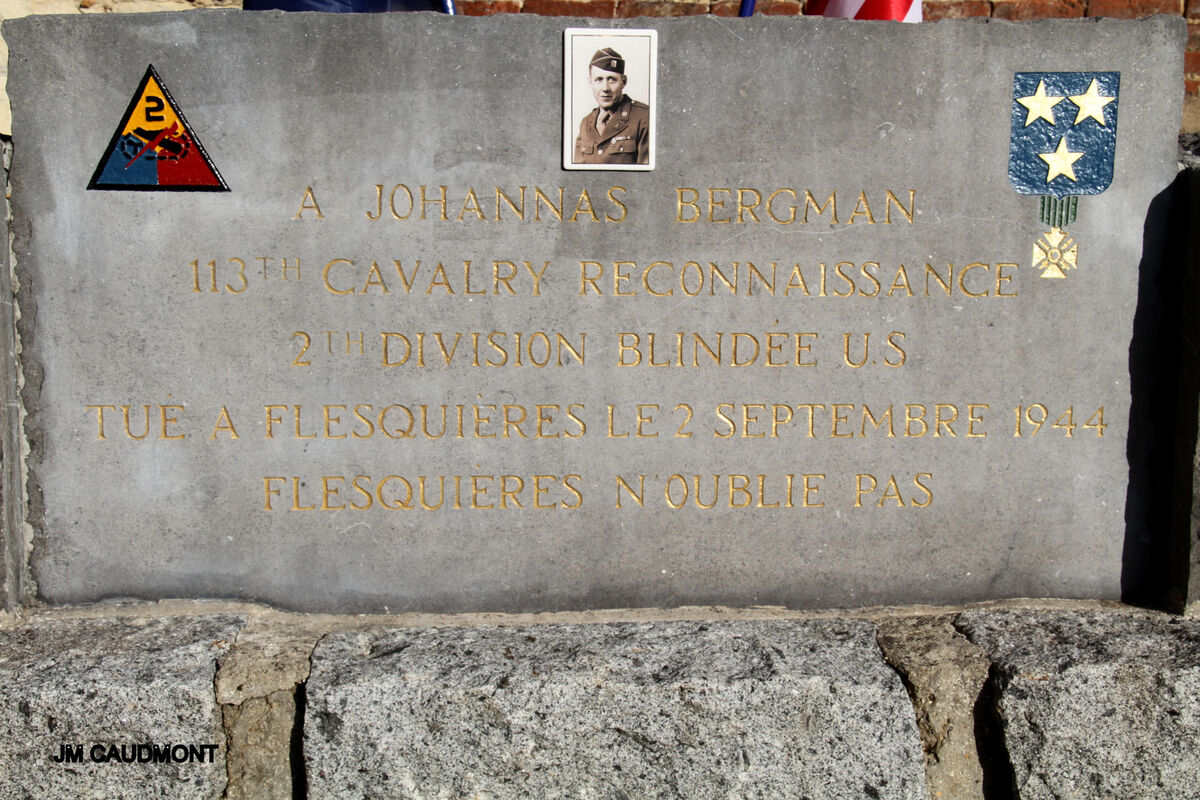 2
A JOHANNAS BERGMAN
113TH CAVALRY RECONNAISSANCE
2TH DIVISION BLINDÉE U.S
TUÉ A FLESQUIÈRES LE 2 SEPTEMBRE 1944
FLESQUIÈRES N'OUBLIE PAS
JM CAUDMONT